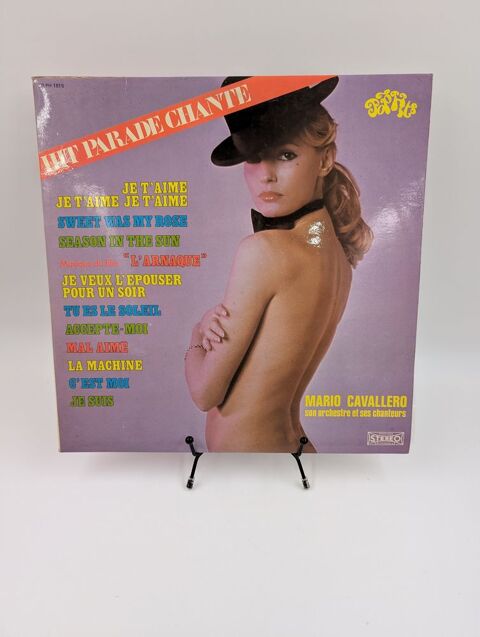 HIT PARADE CHANTE
Pop Hits
JE T'AIME
JE T'AIME JE T'AIME
SWEET WAS MY ROSE
SEASON IN THE SUN
Musique du film "L'ARNAQUE"
JE VEUX L'EPOUSER
POUR UN SOIR
TU ES LE SOLEIL
ACCEPTE-MOI
MAL AIME
LA MACHINE
C'EST MOI
JE SUIS
MARIO CAVALLERO
son orchestre et ses chanteurs
STEREO